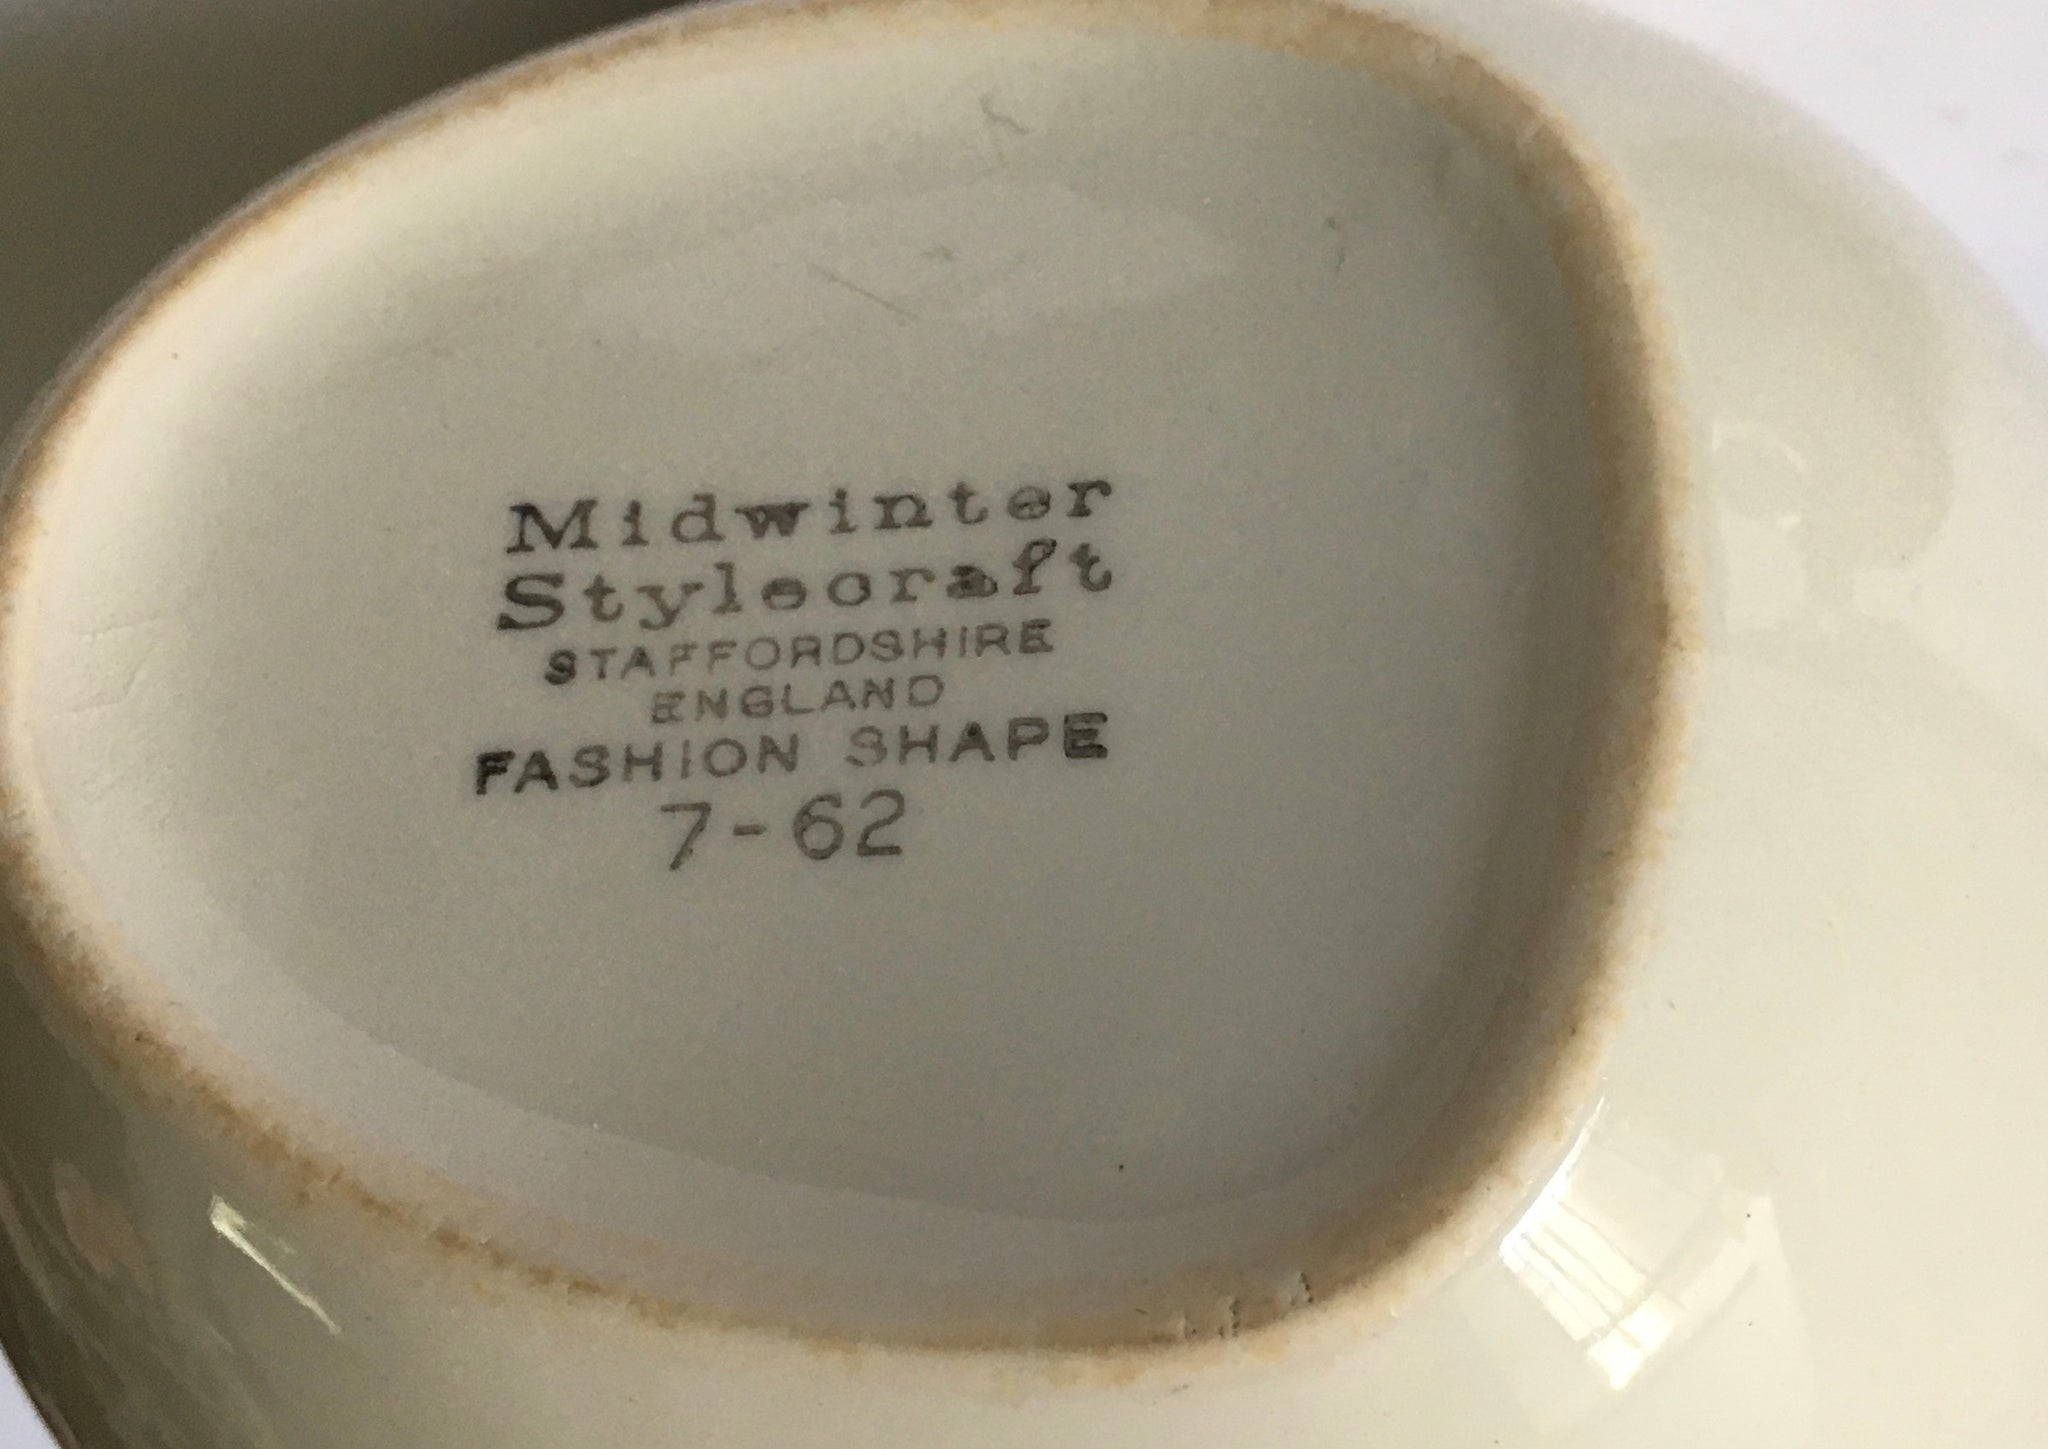 Midwinter
Stylecraft
STAFFORDSHIRE
ENGLAND
FASHION SHAPE
7-62